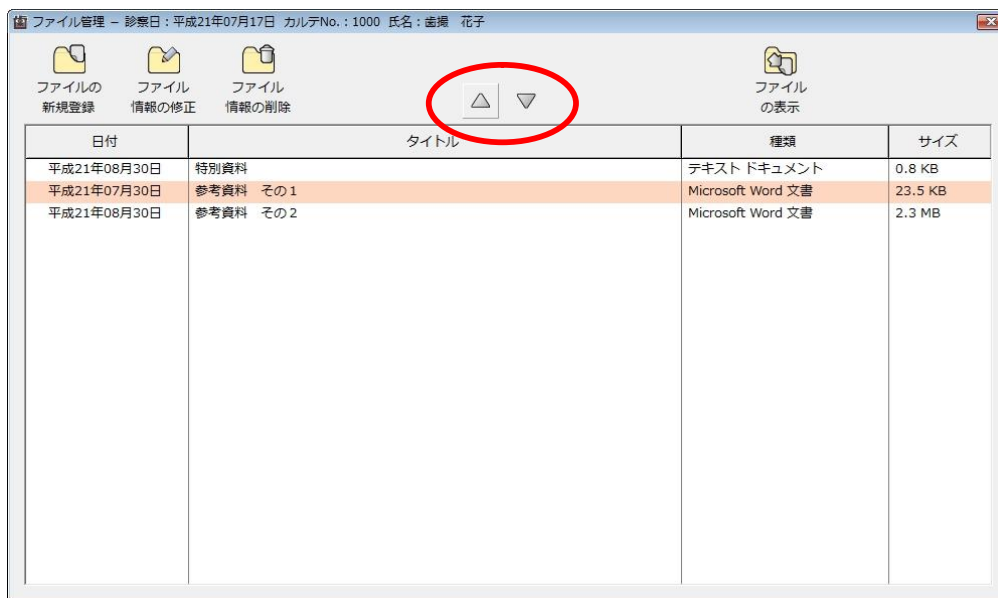 ファイル管理 – 診察日:平成21年07月17日 カルテNo.:1000 氏名:歯撮 花子
ファイルの
新規登録
ファイル
情報の修正
ファイル
情報の削除
ファイル
の表示
日付 タイトル 種類 サイズ
平成21年08月30日 特別資料 テキスト ドキュメント 0.8 KB
平成21年07月30日 参考資料 その1 Microsoft Word 文書 23.5 KB
平成21年08月30日 参考資料 その2 Microsoft Word 文書 2.3 MB